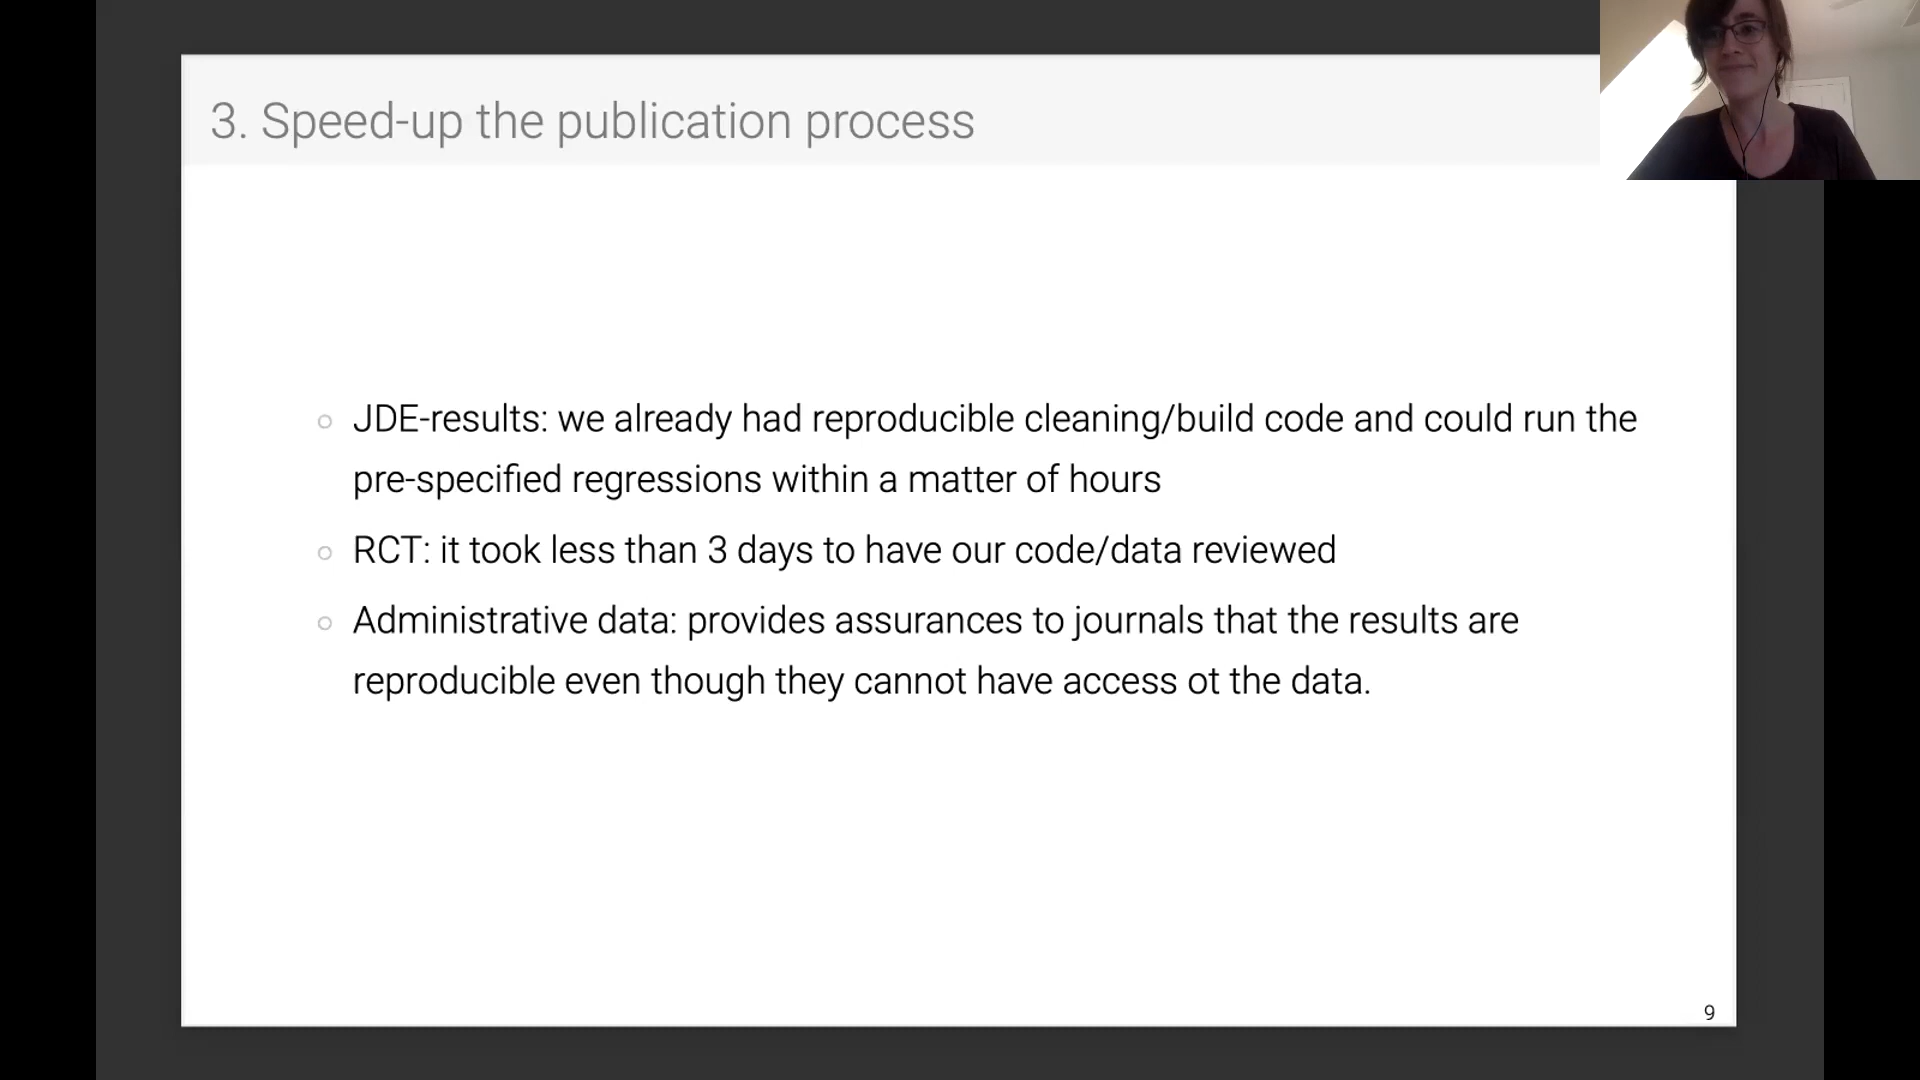 3. Speed-up the publication process
JDE-results: we already had reproducible cleaning/build code and could run the
pre-specified regressions within a matter of hours
RCT: it took less than 3 days to have our code/data reviewed
Administrative data: provides assurances to journals that the results are
reproducible even though they cannot have access ot the data.
9